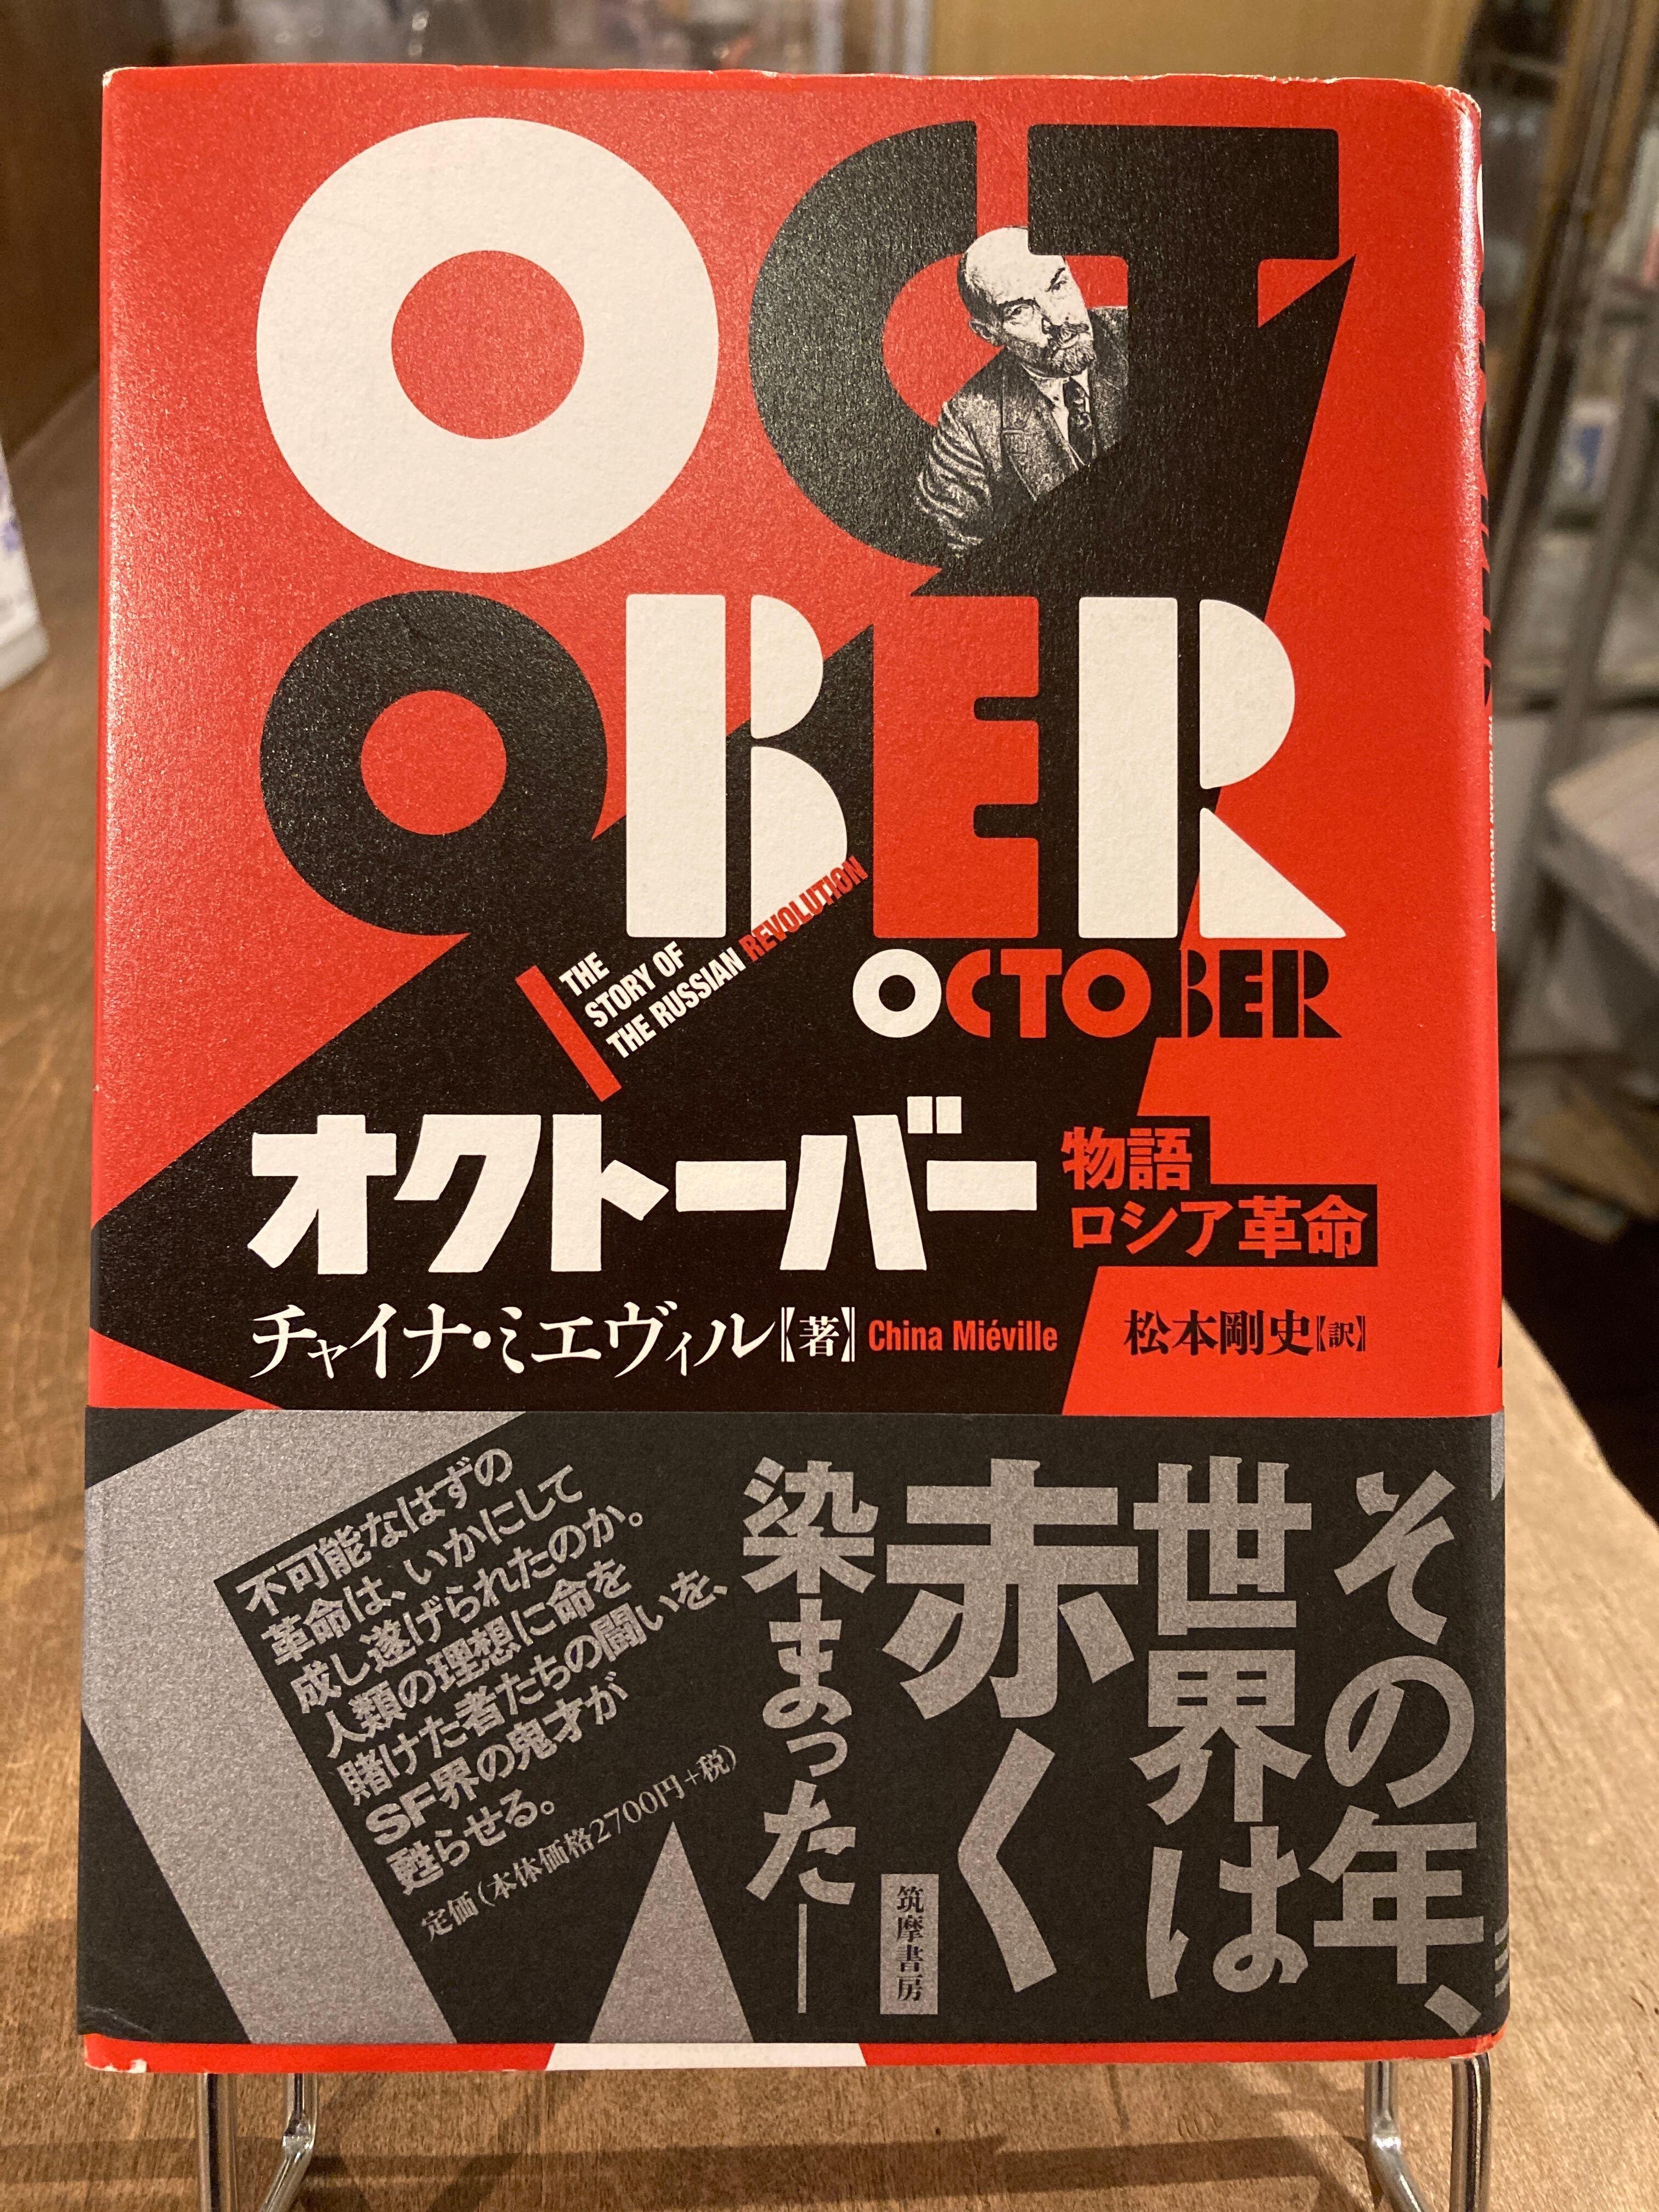 OCT
OBER
THE
STORY OF
THE RUSSIAN REVOLUTION
OCTOBER
オクトーバー
物語
ロシア革命
チャイナ・ミエヴィル【著】 China Miéville
松本剛史【訳】
その年、
世界は
赤く
染まった―
不可能なはずの
革命は、いかにして
成し遂げられたのか。
人類の理想に命を
賭けた者たちの闘いを、
SF界の鬼才が
甦らせる。
定価（本体価格2700円+税）
筑摩書房